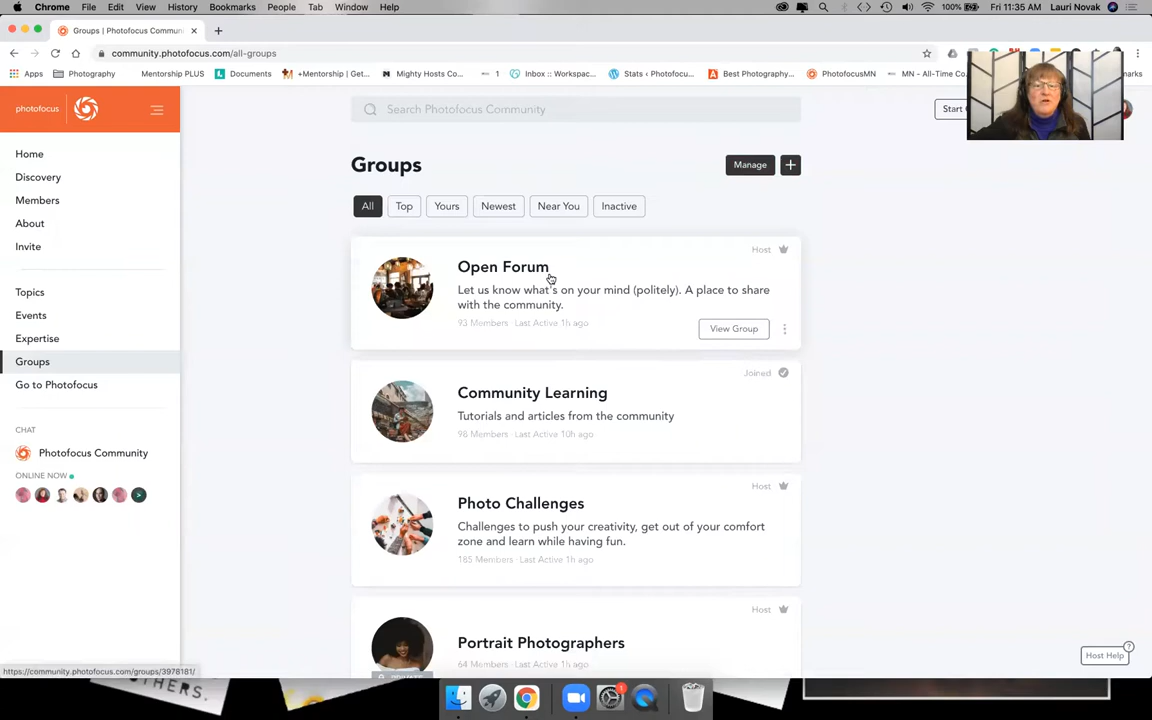 Chrome File Edit View History Bookmarks People Tab Window Help 100% Fri 11:35 AM Lauri Novak
Groups | Photofocus Commun
community.photofocus.com/all-groups
Apps Photography Mentorship PLUS Documents +Mentorship | Get... Mighty Hosts Co... Inbox :: Workspac... Stats ‹ Photofocu... Best Photography... PhotofocusMN MN - All-Time Co...
photofocus
Search Photofocus Community
Start
Home
Discovery
Members
About
Invite
Topics
Events
Expertise
Groups
Go to Photofocus
CHAT
Photofocus Community
ONLINE NOW
Groups
Manage
All Top Yours Newest Near You Inactive
Host
Open Forum
Let us know what's on your mind (politely). A place to share
with the community.
93 Members · Last Active 1h ago
View Group
Joined
Community Learning
Tutorials and articles from the community
98 Members · Last Active 10h ago
Host
Photo Challenges
Challenges to push your creativity, get out of your comfort
zone and learn while having fun.
185 Members · Last Active 1h ago
Host
Portrait Photographers
64 Members · Last Active 1h ago
Host Help ?
https://community.photofocus.com/groups/3978181/
OTHERS.
1